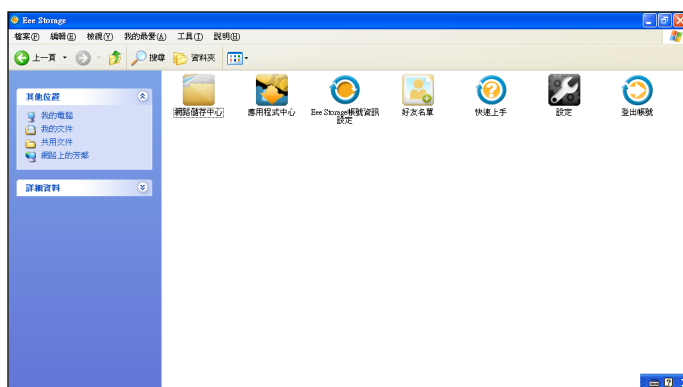 Eee Storage
檔案(F) 編輯(E) 檢視(V) 我的最愛(A) 工具(T) 說明(H)
上一頁 搜尋 資料夾
其他位置
我的電腦
我的文件
共用文件
網路上的芳鄰
詳細資料
網路儲存中心 應用程式中心 Eee Storage帳號資訊 好友名單 快速上手 設定 登出帳號
設定